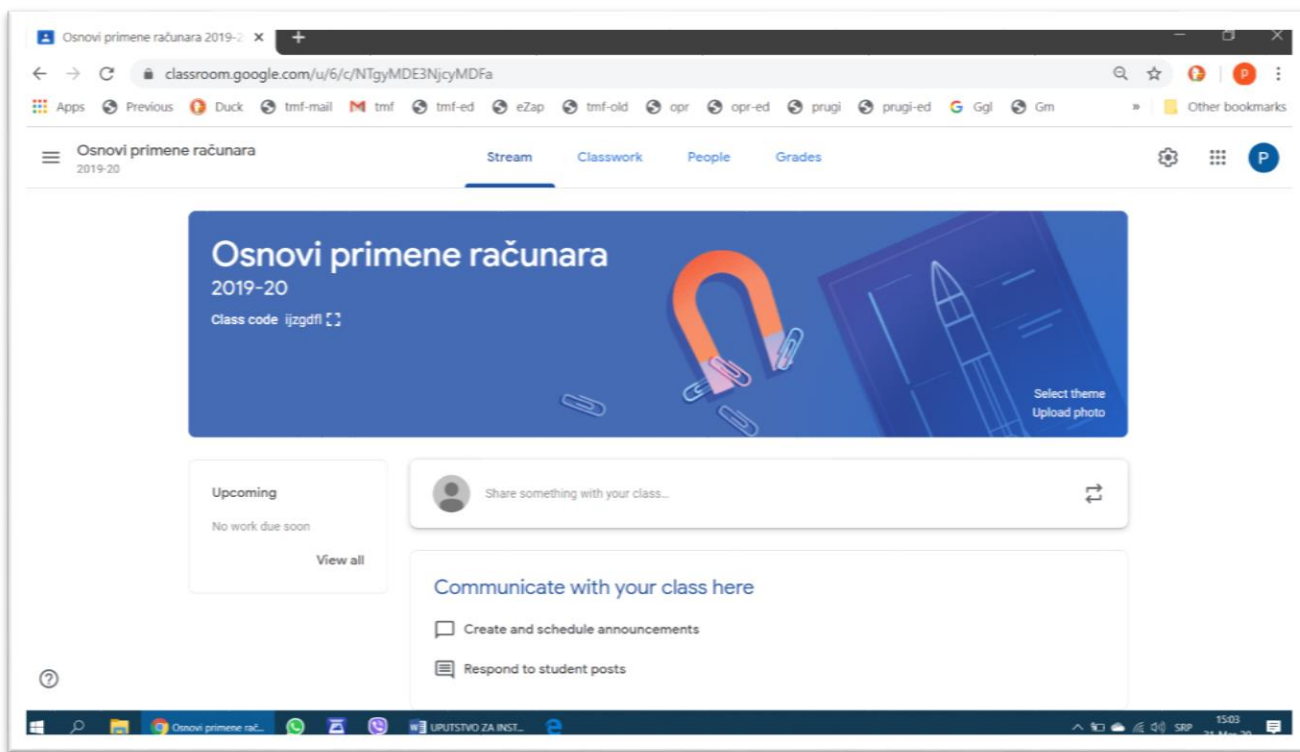 Osnovi primene računara 2019-2
classroom.google.com/u/6/c/NTgyMDE3NjcyMDFa
Apps Previous Duck tmf-mail tmf tmf-ed eZap tmf-old opr opr-ed prugi prugi-ed Ggl Gm » Other bookmarks
Osnovi primene računara
2019-20
Stream Classwork People Grades
P
Osnovi primene računara
2019-20
Class code ijzgdfl
Select theme
Upload photo
Upcoming
No work due soon
View all
Share something with your class...
Communicate with your class here
Create and schedule announcements
Respond to student posts
Osnovi primene rač... UPUTSTVO ZA INST... SRP 15:03
21-Mar-20